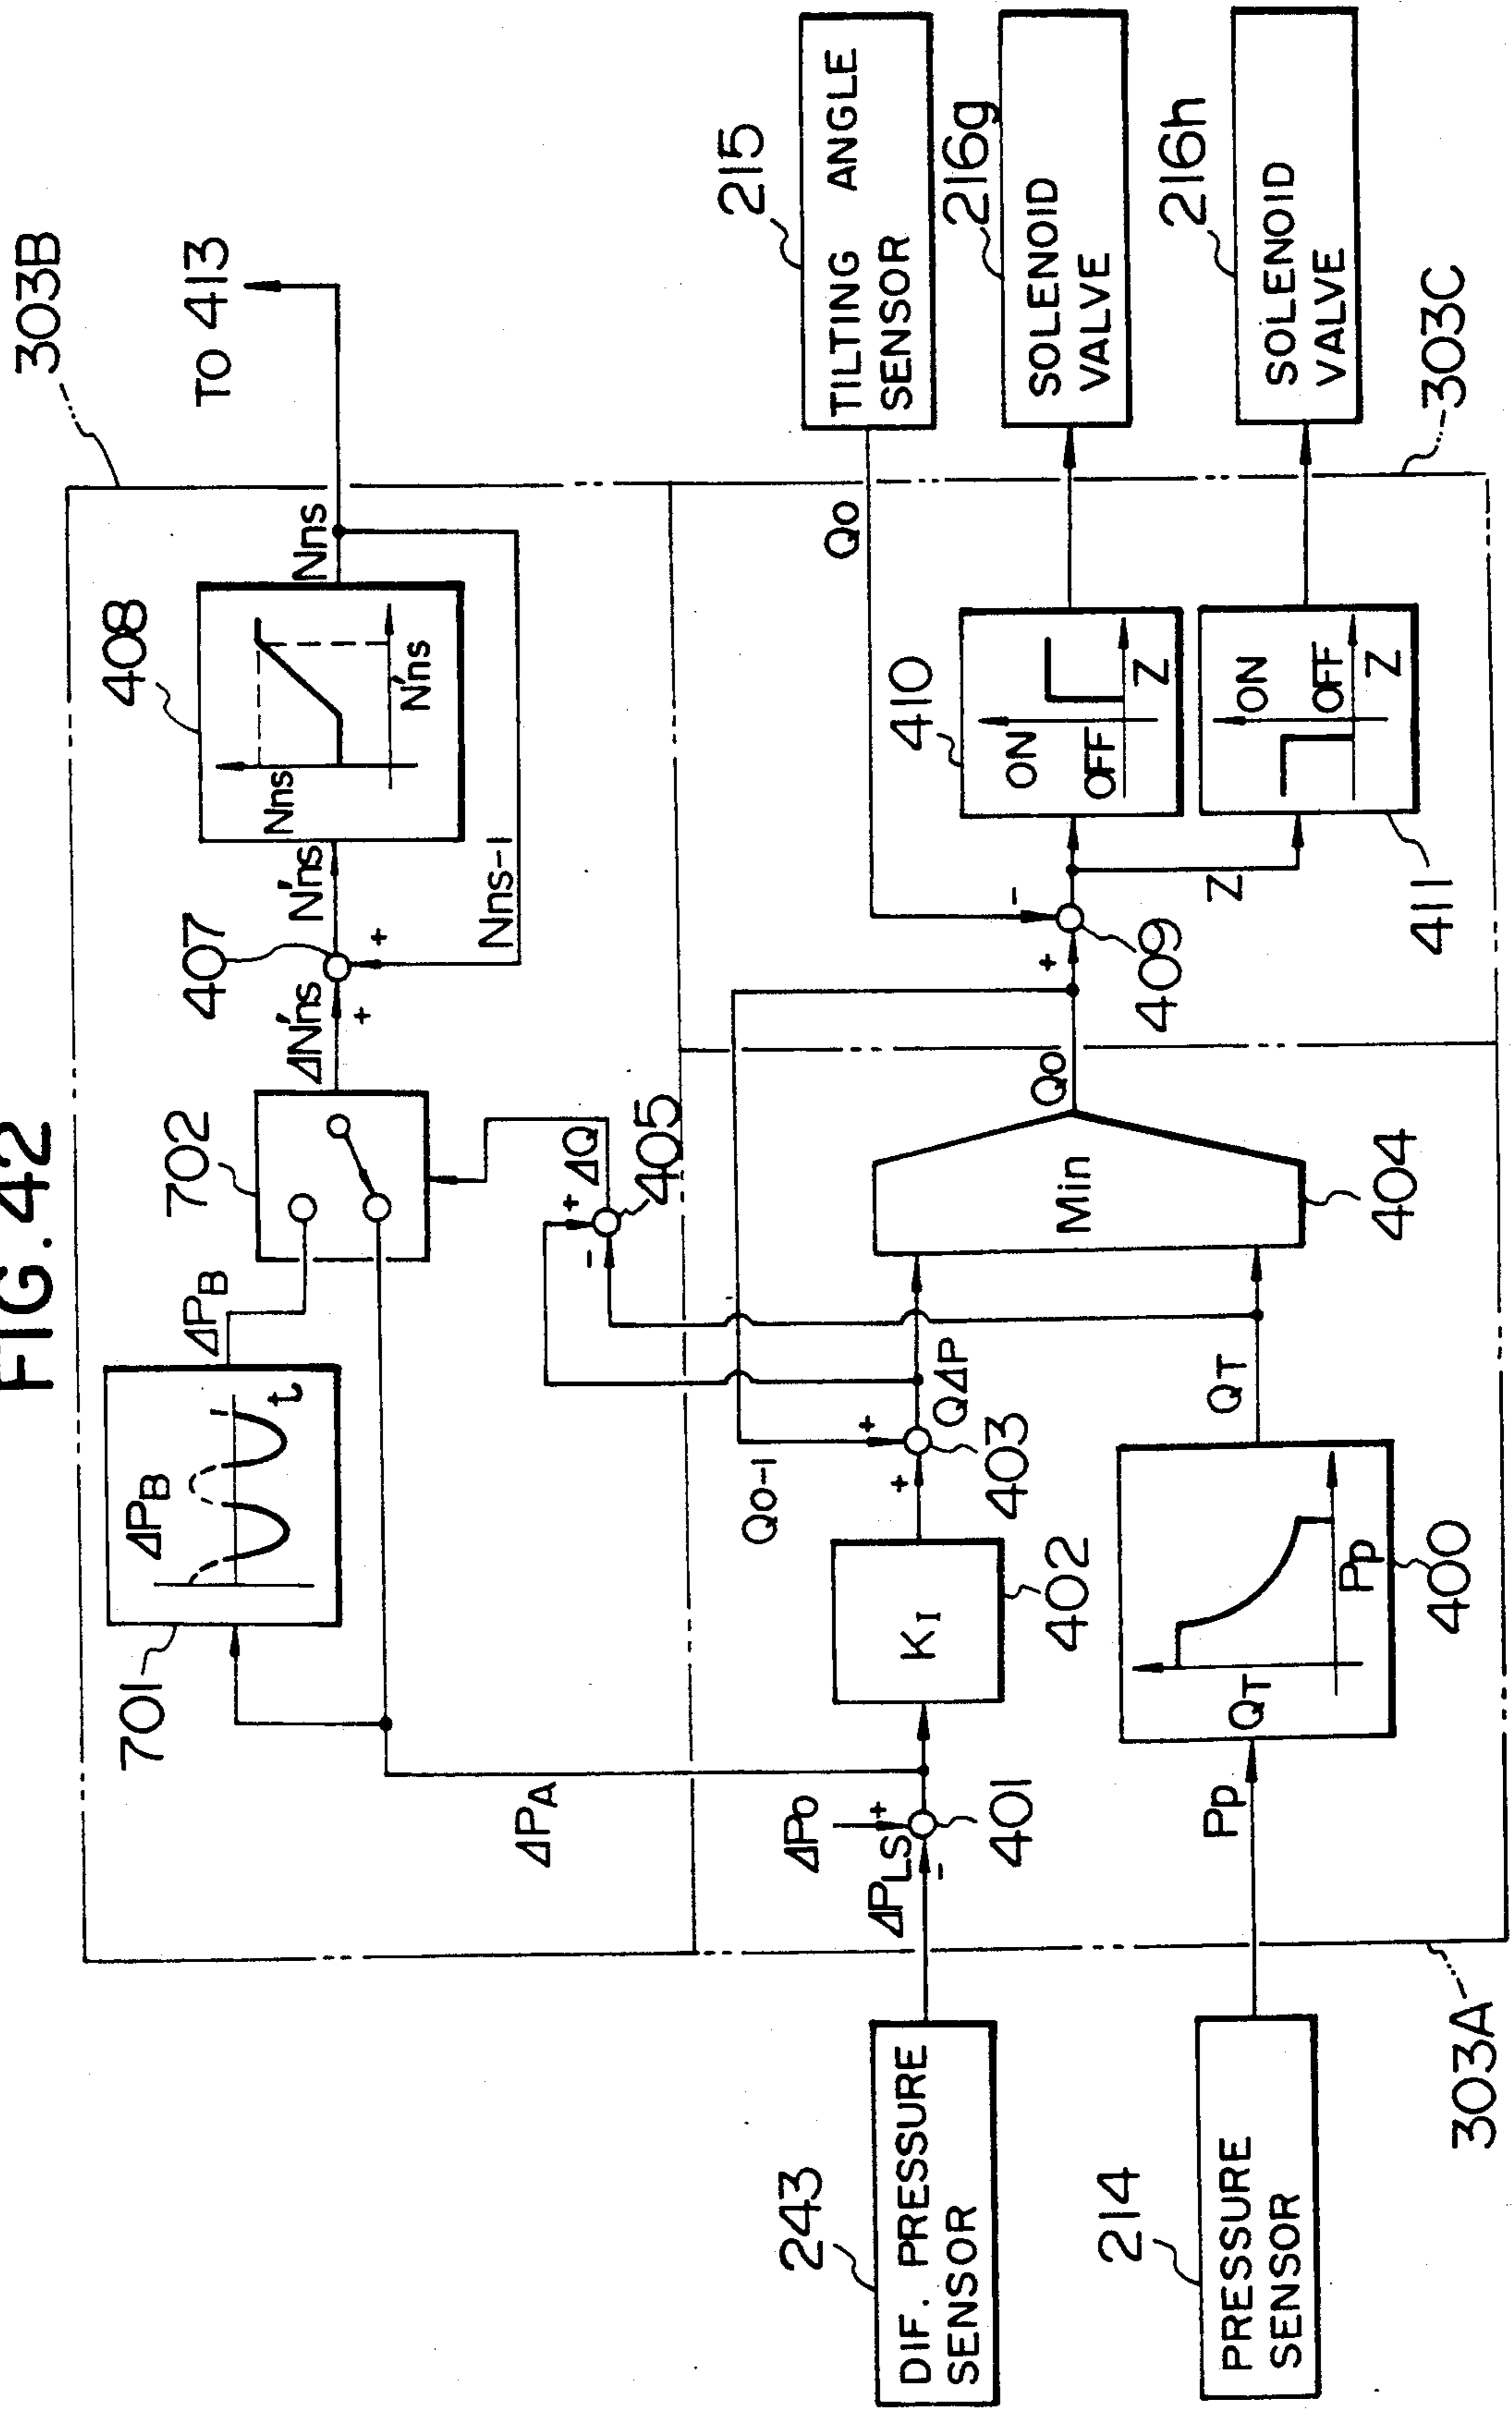 FIG. 42
303B
TO 413
701
ΔPB
t
ΔPB
702
ΔN'ns
+
407
+
N'ns
408
Nns
N'ns
Nns
Nns-1
ΔPA
ΔQ
+
-
405
243
DIF. PRESSURE
SENSOR
ΔPLS
-
ΔPo
+
401
KI
402
Qo-1
+
+
403
QΔP
Min
404
Qo
+
-
409
Qo
215
TILTING ANGLE
SENSOR
410
ON
OFF
Z
216g
SOLENOID
VALVE
Z
ON
OFF
Z
411
216h
SOLENOID
VALVE
214
PRESSURE
SENSOR
Pp
QT
Pp
400
QT
303A
303C